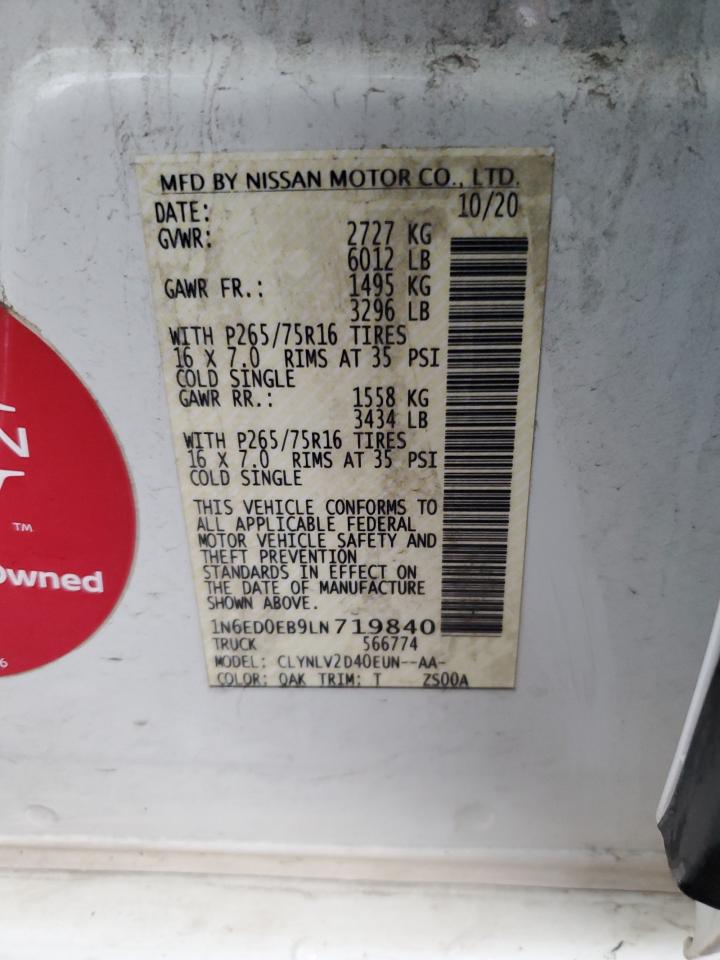 MFD BY NISSAN MOTOR CO., LTD.
DATE: 10/20
GVWR: 2727 KG
6012 LB
GAWR FR.: 1495 KG
3296 LB
WITH P265/75R16 TIRES
16 X 7.0 RIMS AT 35 PSI
COLD SINGLE
GAWR RR.: 1558 KG
3434 LB
WITH P265/75R16 TIRES
16 X 7.0 RIMS AT 35 PSI
COLD SINGLE
THIS VEHICLE CONFORMS TO
ALL APPLICABLE FEDERAL
MOTOR VEHICLE SAFETY AND
THEFT PREVENTION
STANDARDS IN EFFECT ON
THE DATE OF MANUFACTURE
SHOWN ABOVE.
1N6ED0EB9LN719840
TRUCK 566774
MODEL: CLYNLV2D40EUN--AA-
COLOR: QAK TRIM: T ZS00A
N
TM
Owned
6